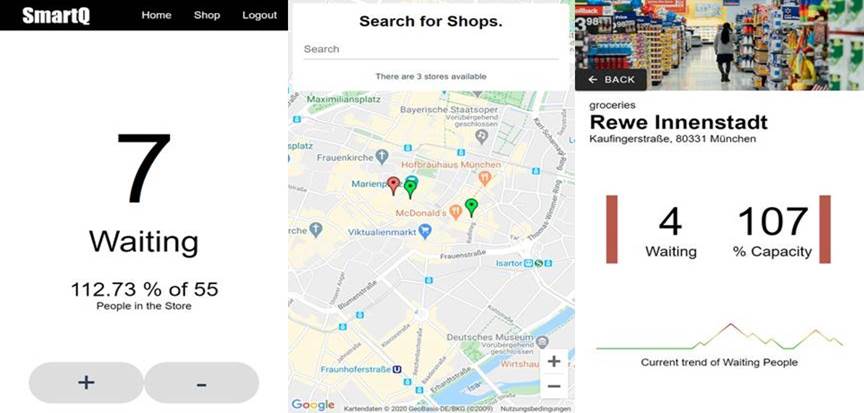 SmartQ
Home
Shop
Logout
7
Waiting
112.73 % of 55
People in the Store
+
-
Search for Shops.
Search
There are 3 stores available
Maximiliansplatz
Bayerische Staatsoper
Vorübergehend
geschlossen
Frauenkirche
Hofbräuhaus München
Marienplatz
McDonald's
Viktualienmarkt
Frauenstraße
Isartor
Blumenstraße
Deutsches Museum
Vorübergehend
geschlossen
Fraunhoferstraße
Wirtshaus
+
−
Google
Kartendaten © 2020 GeoBasis-DE/BKG (©2009)
Nutzungsbedingungen
← BACK
groceries
Rewe Innenstadt
Kaufingerstraße, 80331 München
4
Waiting
107
% Capacity
Current trend of Waiting People